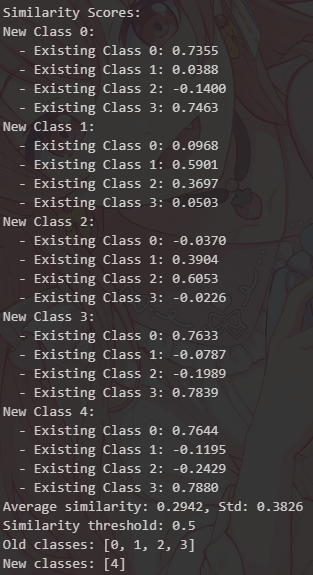 Similarity Scores:
New Class 0:
  - Existing Class 0: 0.7355
  - Existing Class 1: 0.0388
  - Existing Class 2: -0.1400
  - Existing Class 3: 0.7463
New Class 1:
  - Existing Class 0: 0.0968
  - Existing Class 1: 0.5901
  - Existing Class 2: 0.3697
  - Existing Class 3: 0.0503
New Class 2:
  - Existing Class 0: -0.0370
  - Existing Class 1: 0.3904
  - Existing Class 2: 0.6053
  - Existing Class 3: -0.0226
New Class 3:
  - Existing Class 0: 0.7633
  - Existing Class 1: -0.0787
  - Existing Class 2: -0.1989
  - Existing Class 3: 0.7839
New Class 4:
  - Existing Class 0: 0.7644
  - Existing Class 1: -0.1195
  - Existing Class 2: -0.2429
  - Existing Class 3: 0.7880
Average similarity: 0.2942, Std: 0.3826
Similarity threshold: 0.5
Old classes: [0, 1, 2, 3]
New classes: [4]